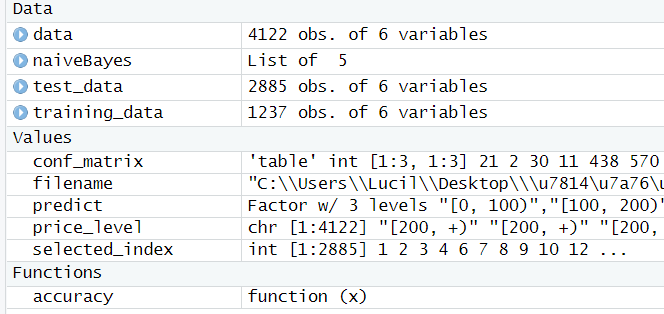 Data
data 4122 obs. of 6 variables
naiveBayes List of 5
test_data 2885 obs. of 6 variables
training_data 1237 obs. of 6 variables
Values
conf_matrix 'table' int [1:3, 1:3] 21 2 30 11 438 570
filename "C:\\Users\\Lucil\\Desktop\\\u7814\u7a76\u
predict Factor w/ 3 levels "[0, 100)","[100, 200)"
price_level chr [1:4122] "[200, +)" "[200, +)" "[200,
selected_index int [1:2885] 1 2 3 4 6 7 8 9 10 12 ...
Functions
accuracy function (x)